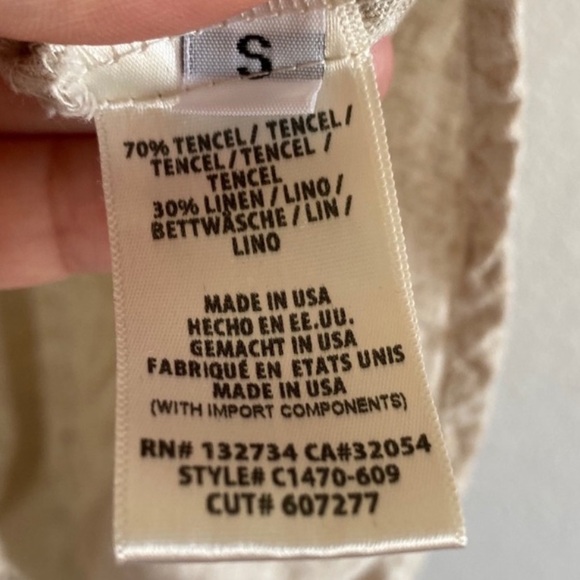 S
70% TENCEL / TENCEL /
TENCEL / TENCEL /
TENCEL
30% LINEN / LINO /
BETTWÄSCHE / LIN /
LINO
MADE IN USA
HECHO EN EE.UU.
GEMACHT IN USA
FABRIQUÉ EN ETATS UNIS
MADE IN USA
(WITH IMPORT COMPONENTS)
RN# 132734 CA#32054
STYLE# C1470-609
CUT# 607277